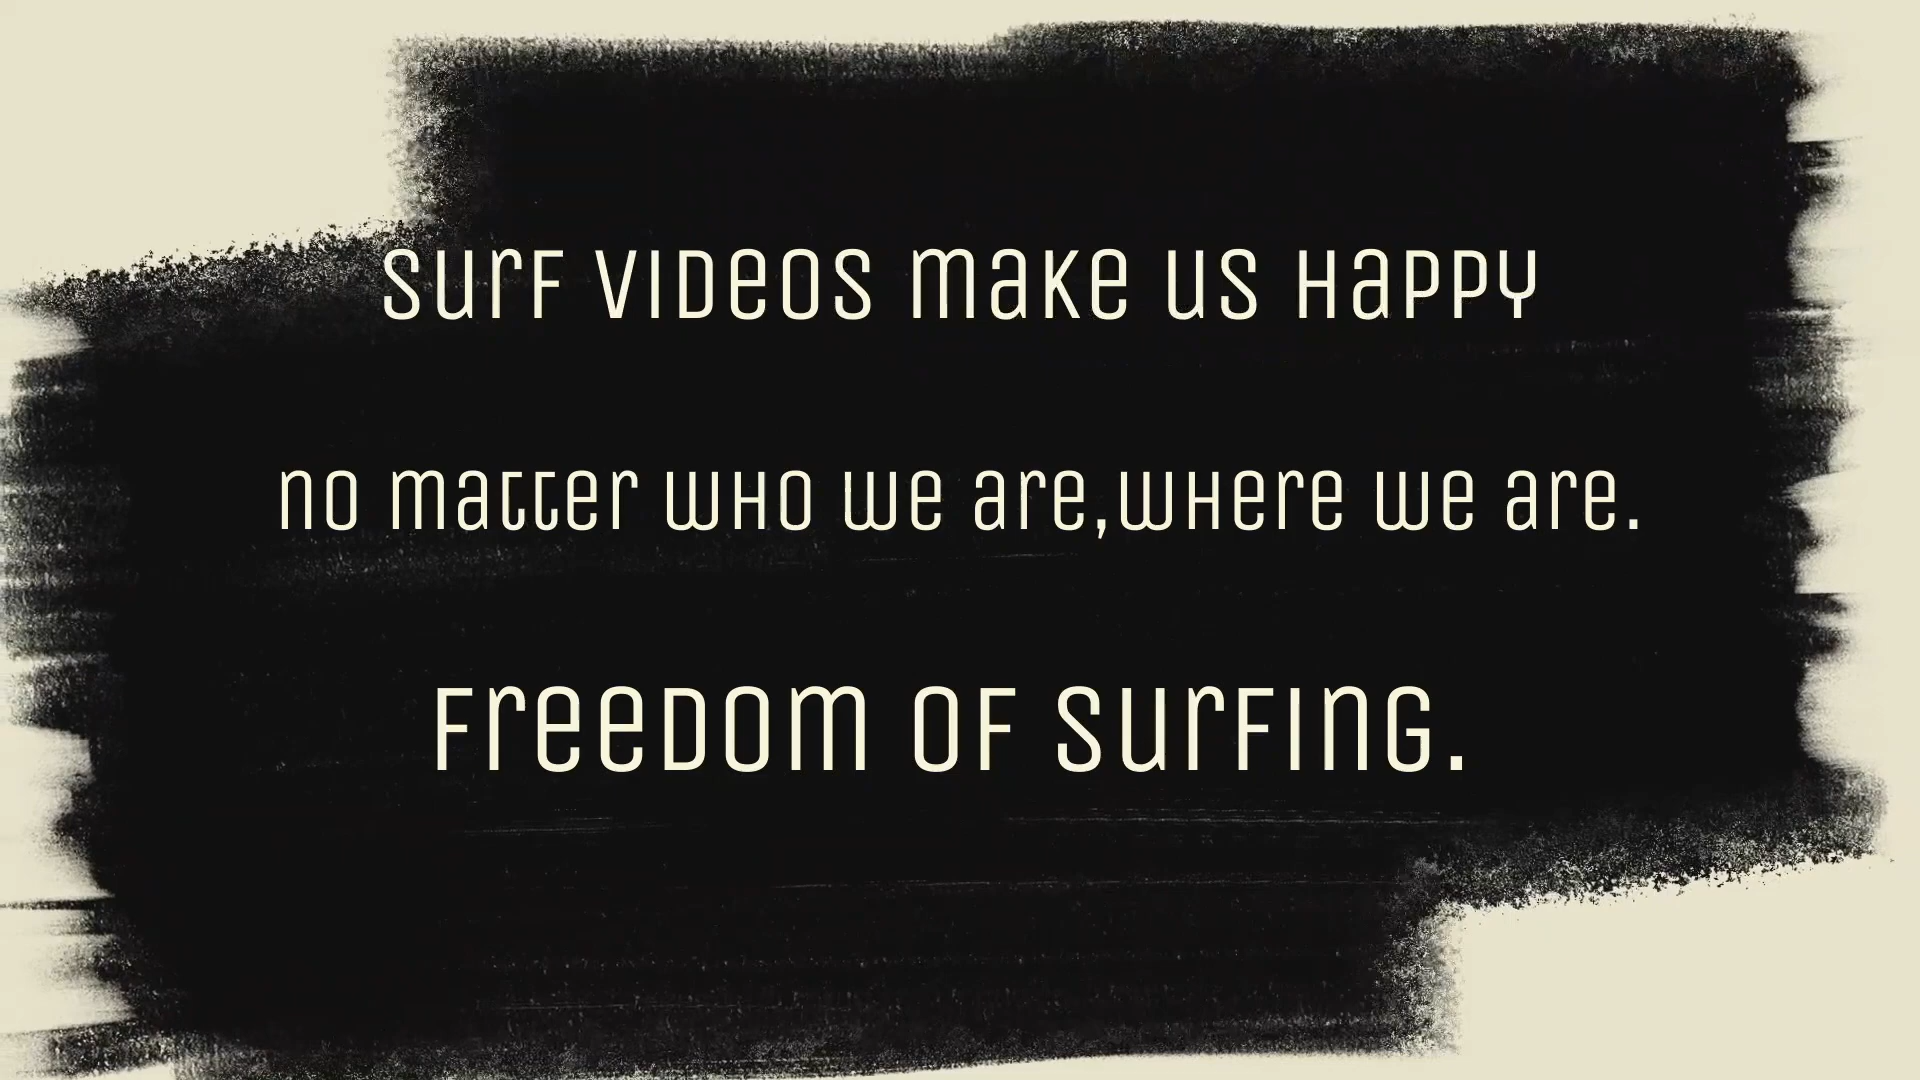 surf videos make us happy
no matter who we are,where we are.
freedom of surfing.